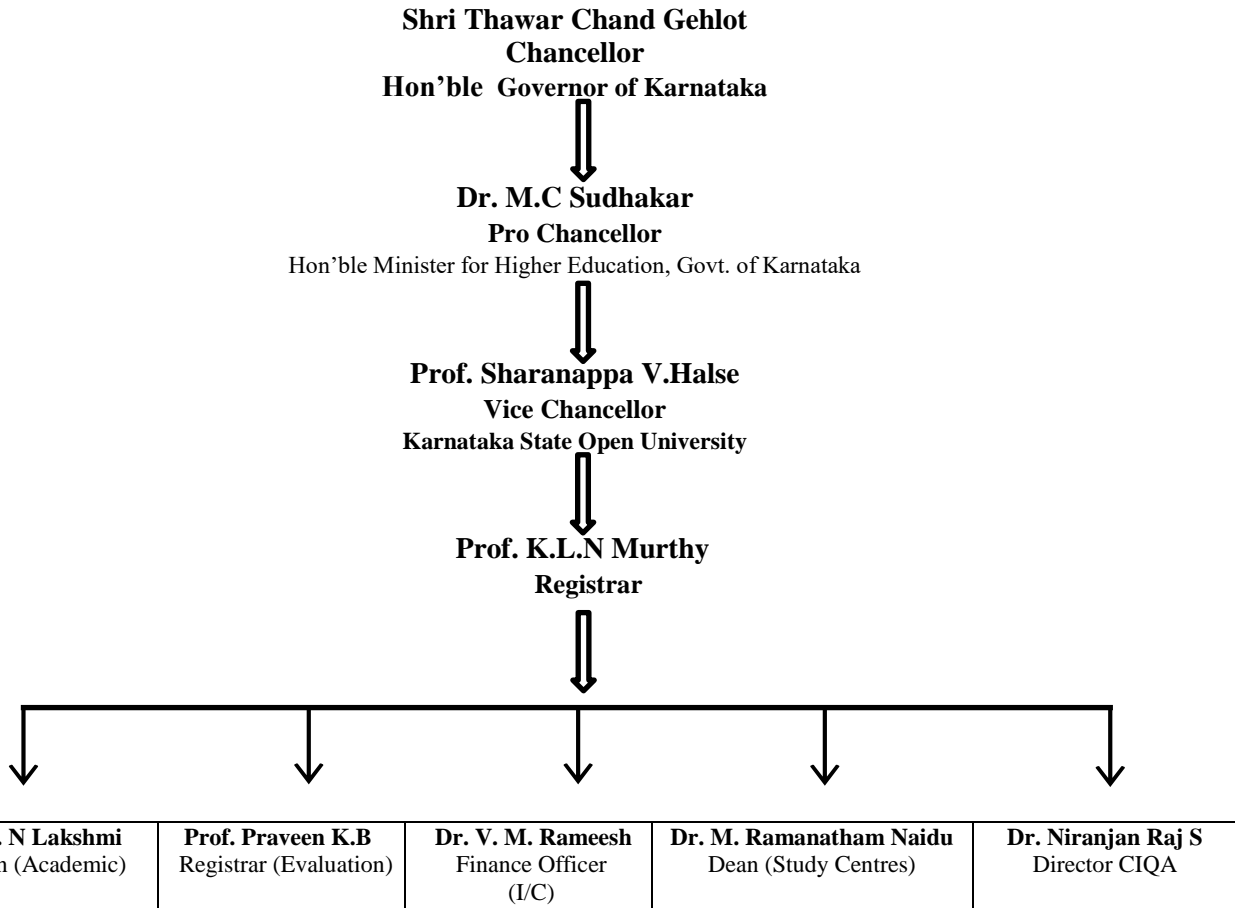 Shri Thawar Chand Gehlot
Chancellor
Hon’ble Governor of Karnataka
Dr. M.C Sudhakar
Pro Chancellor
Hon’ble Minister for Higher Education, Govt. of Karnataka
Prof. Sharanappa V.Halse
Vice Chancellor
Karnataka State Open University
Prof. K.L.N Murthy
Registrar
N Lakshmi
(Academic)
Prof. Praveen K.B
Registrar (Evaluation)
Dr. V. M. Rameesh
Finance Officer
(I/C)
Dr. M. Ramanatham Naidu
Dean (Study Centres)
Dr. Niranjan Raj S
Director CIQA